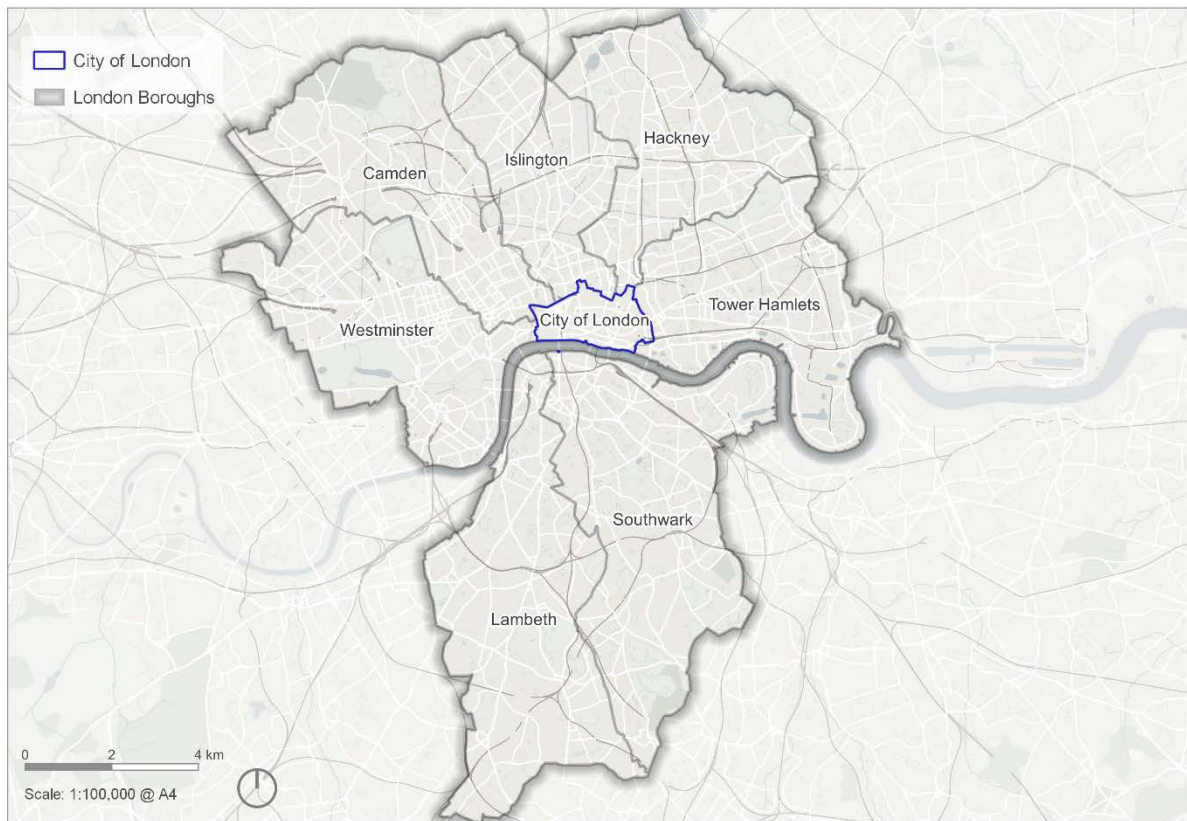 City of London
London Boroughs
Hackney
Islington
Camden
Tower Hamlets
City of London
Westminster
Southwark
Lambeth
0 2 4 km
Scale: 1:100,000 @ A4